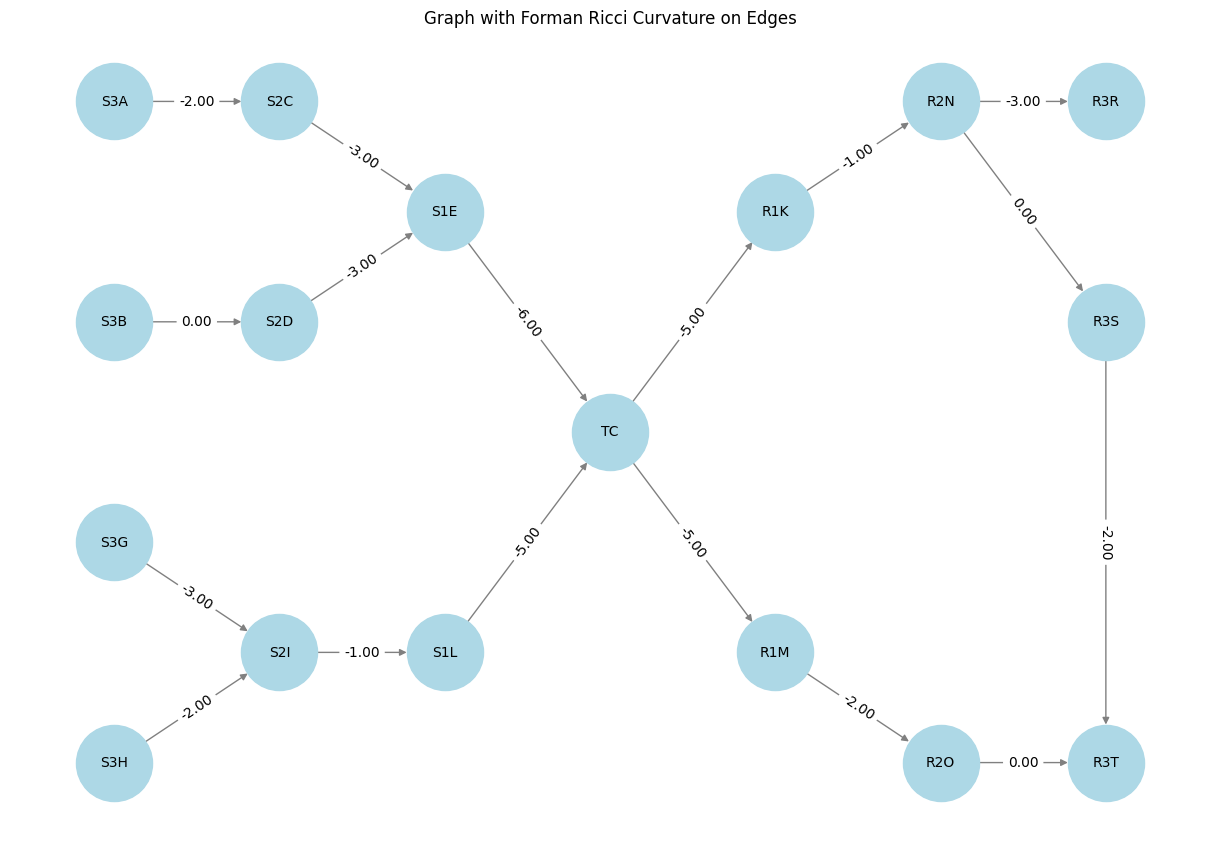 Graph with Forman Ricci Curvature on Edges
S3A
-2.00
S2C
R2N
-3.00
R3R
-3.00
-1.00
S1E
R1K
0.00
-3.00
S3B
0.00
S2D
-6.00
-5.00
R3S
TC
S3G
-5.00
-5.00
-2.00
-3.00
S2I
-1.00
S1L
R1M
-2.00
-2.00
S3H
R2O
0.00
R3T